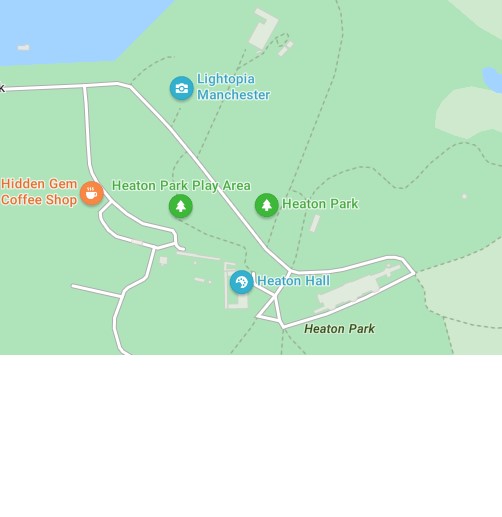 Lightopia
Manchester
Hidden Gem
Coffee Shop
Heaton Park Play Area
Heaton Park
Heaton Hall
Heaton Park